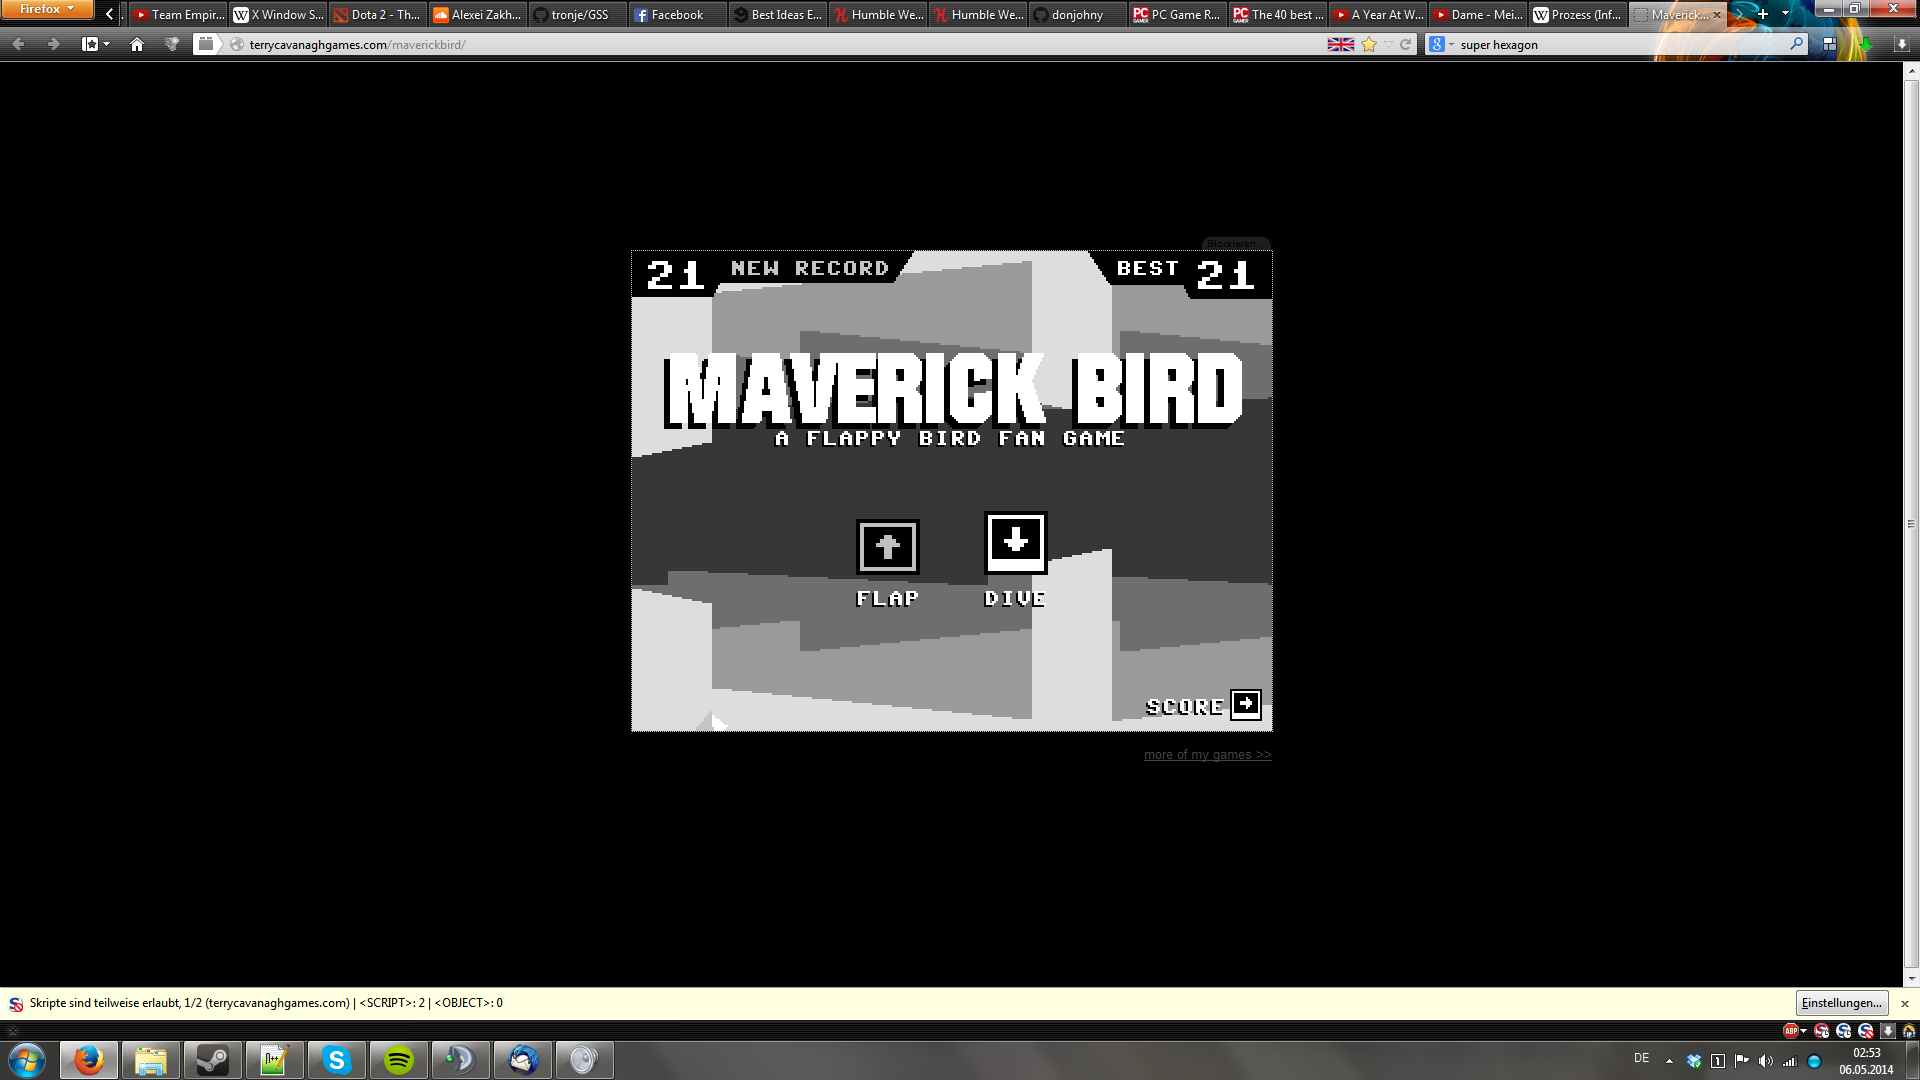 Firefox
Team Empir...
X Window S...
Dota 2 - Th...
Alexei Zakh...
tronje/GSS
Facebook
Best Ideas E...
Humble We...
Humble We...
donjohny
PC Game R...
The 40 best ...
A Year At W...
Dame - Mei...
Prozess (Inf...
Maverick...
terrycavanaghgames.com/maverickbird/
super hexagon
Blockieren
21 NEW RECORD BEST 21
MAVERICK BIRD
A FLAPPY BIRD FAN GAME
FLAP DIVE
SCORE
more of my games >>
Skripte sind teilweise erlaubt, 1/2 (terrycavanaghgames.com) | <SCRIPT>: 2 | <OBJECT>: 0
Einstellungen...
DE
02:53
06.05.2014